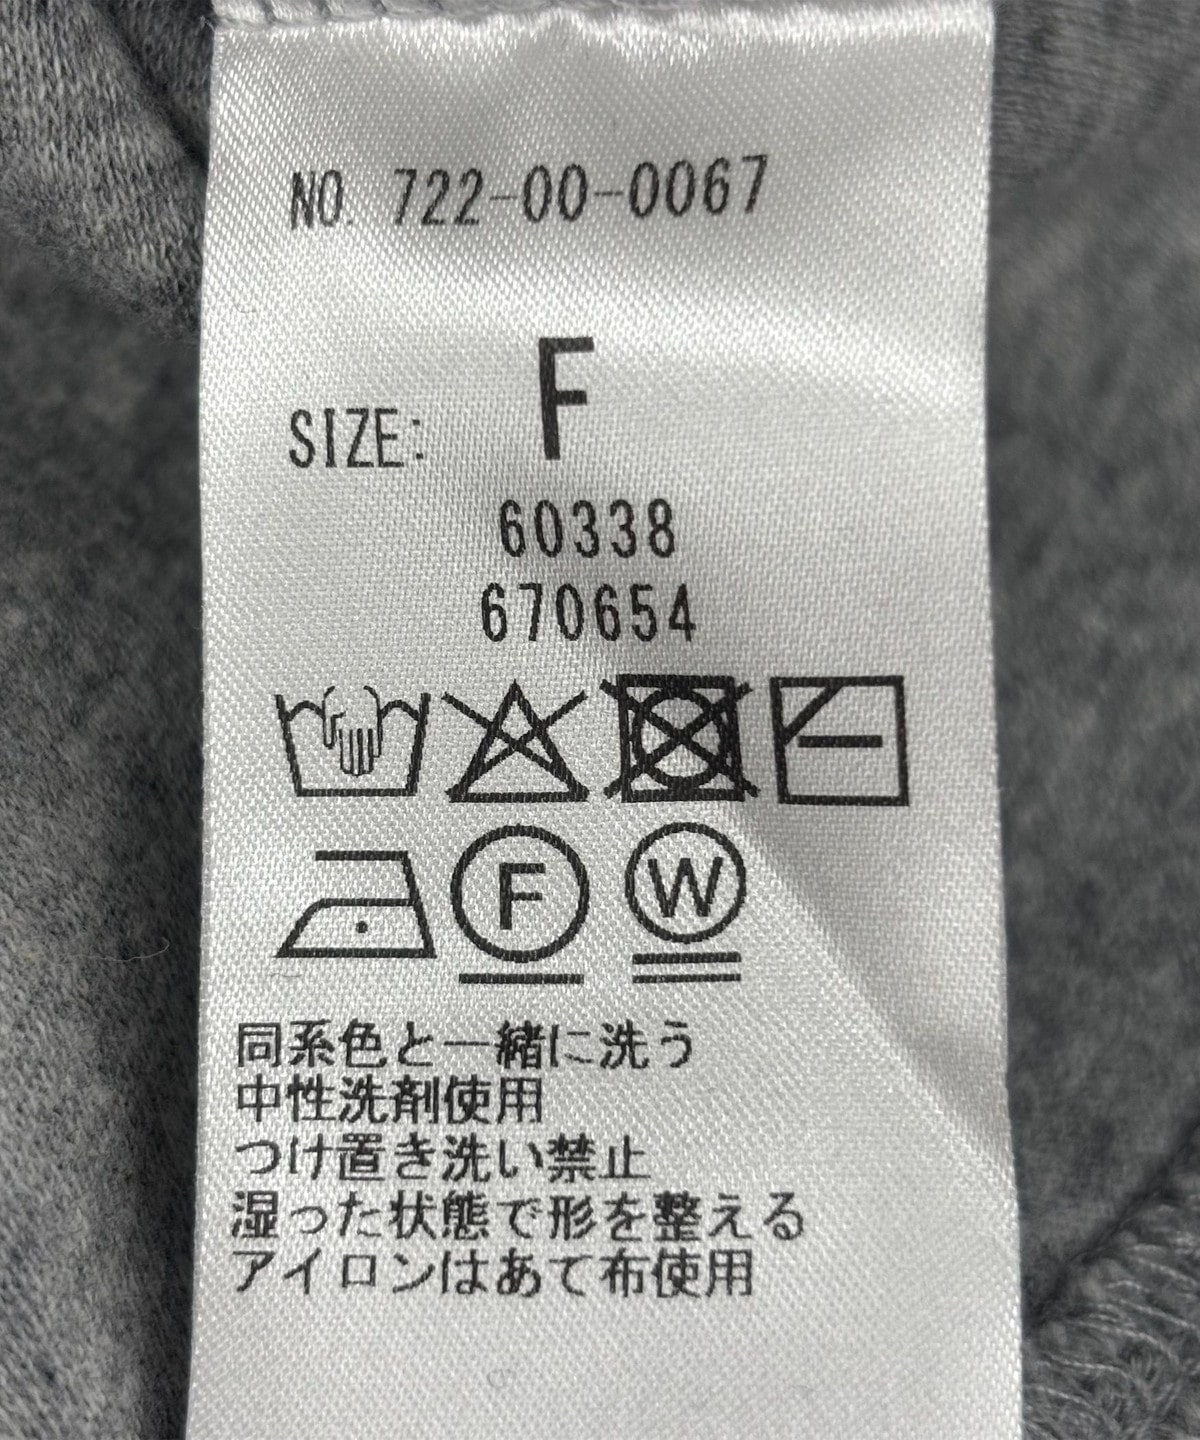 NO. 722-00-0067
SIZE: F
60338
670654
F W
同系色と一緒に洗う
中性洗剤使用
つけ置き洗い禁止
湿った状態で形を整える
アイロンはあて布使用